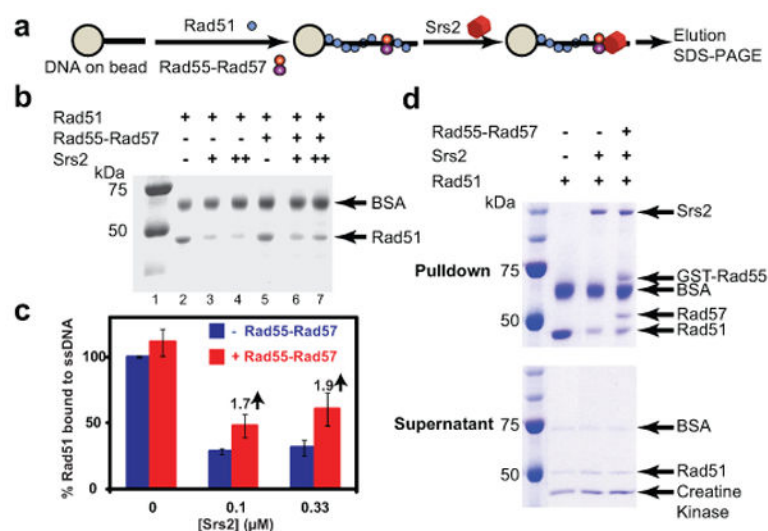 a
Rad51
Srs2
DNA on bead
Rad55-Rad57
Elution
SDS-PAGE
b
Rad51 + + + + + +
Rad55-Rad57 - - - + + +
Srs2 - + ++ - + ++
kDa
75
50
BSA
Rad51
1 2 3 4 5 6 7
c
- Rad55-Rad57
+ Rad55-Rad57
% Rad51 bound to ssDNA
100
50
0
1.7
1.9
0 0.1 0.33
[Srs2] (µM)
d
Rad55-Rad57 - - +
Srs2 - + +
Rad51 + + +
kDa
Pulldown
75
50
Srs2
GST-Rad55
BSA
Rad57
Rad51
Supernatant
75
50
BSA
Rad51
Creatine
Kinase